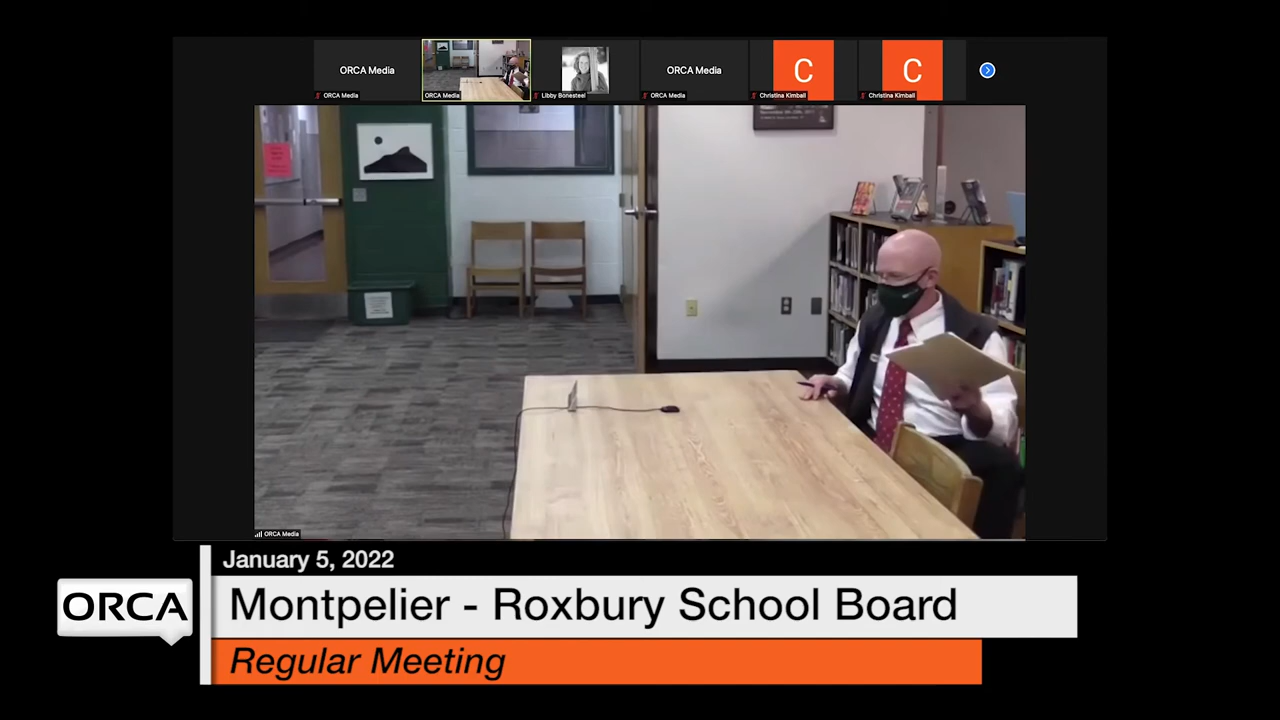 ORCA Media
ORCA Media
ORCA Media
Libby Bonesteel
ORCA Media
ORCA Media
C
Christina Kimball
C
Christina Kimball
ORCA Media
January 5, 2022
ORCA
Montpelier - Roxbury School Board
Regular Meeting